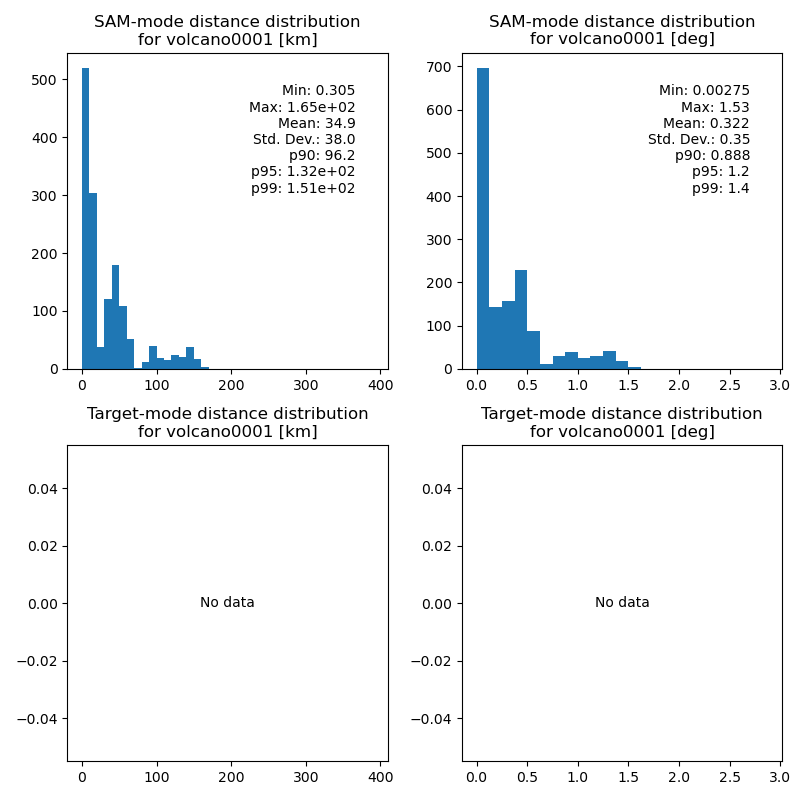 SAM-mode distance distribution
for volcano0001 [km]
500
400
300
200
100
0
0 100 200 300 400
Min: 0.305
Max: 1.65e+02
Mean: 34.9
Std. Dev.: 38.0
p90: 96.2
p95: 1.32e+02
p99: 1.51e+02
SAM-mode distance distribution
for volcano0001 [deg]
700
600
500
400
300
200
100
0
0.0 0.5 1.0 1.5 2.0 2.5 3.0
Min: 0.00275
Max: 1.53
Mean: 0.322
Std. Dev.: 0.35
p90: 0.888
p95: 1.2
p99: 1.4
Target-mode distance distribution
for volcano0001 [km]
0.04
0.02
0.00
−0.02
−0.04
No data
0 100 200 300 400
Target-mode distance distribution
for volcano0001 [deg]
0.04
0.02
0.00
−0.02
−0.04
No data
0.0 0.5 1.0 1.5 2.0 2.5 3.0